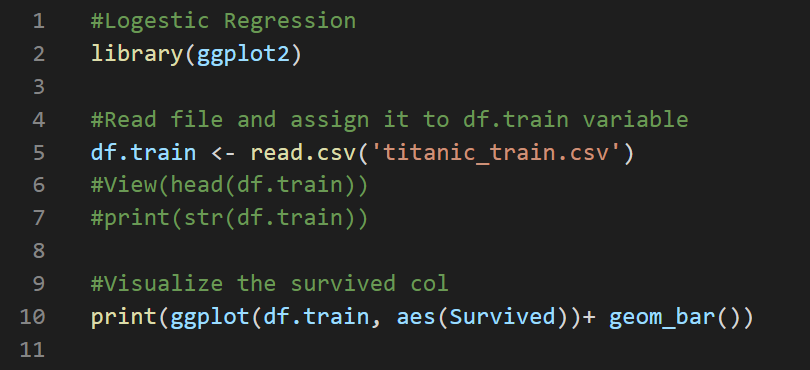 1 #Logestic Regression
2 library(ggplot2)
3
4 #Read file and assign it to df.train variable
5 df.train <- read.csv('titanic_train.csv')
6 #View(head(df.train))
7 #print(str(df.train))
8
9 #Visualize the survived col
10 print(ggplot(df.train, aes(Survived))+ geom_bar())
11